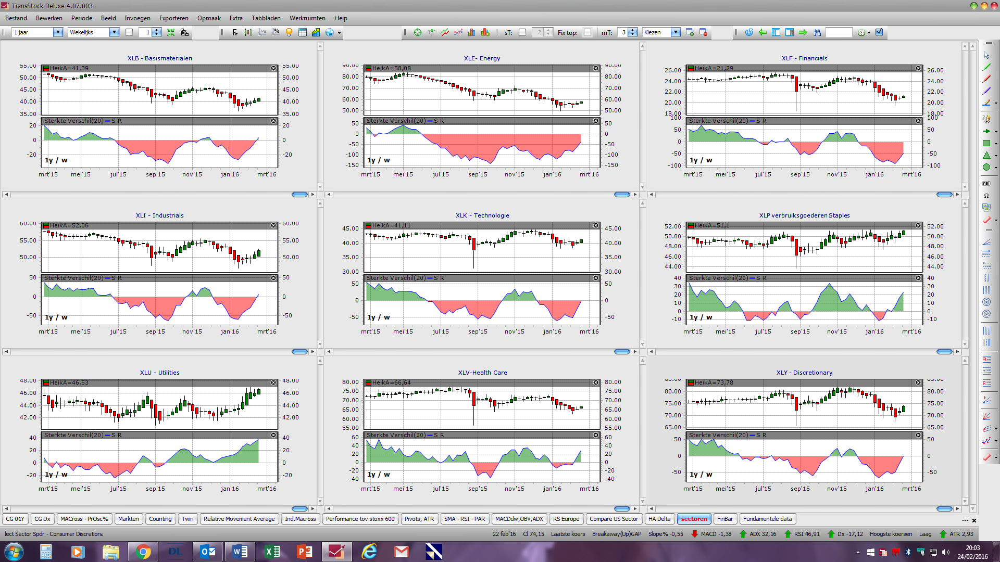 TransStock Deluxe 4.07.003
Bestand Bewerken Periode Beeld Invoegen Exporteren Opmaak Extra Tabbladen Werkruimten Help
1 jaar Wekelijks 1 Fr sT: 2 Fix top: mT: 3 Kiezen
XLB - Basismaterialen
HeikA=41,39
55.00 55.00
50.00 50.00
45.00 45.00
40.00 40.00
35.00 35.00
Sterkte Verschil(20) S R
20 20
0 0
-20 -20
1y / w
mrt'15 mei'15 jul'15 sep'15 nov'15 jan'16 mrt'16
XLE- Energy
HeikA=58,08
90.00 90.00
80.00 80.00
70.00 70.00
60.00 60.00
50.00 50.00
Sterkte Verschil(20) S R
50 50
0 0
-50 -50
-100 -100
-150 -150
1y / w
mrt'15 mei'15 jul'15 sep'15 nov'15 jan'16 mrt'16
XLF - Financials
HeikA=21,29
26.00 26.00
24.00 24.00
22.00 22.00
20.00 20.00
18.00 18.00
Sterkte Verschil(20) S R
100 100
50 50
0 0
-50 -50
-100 -100
1y / w
mrt'15 mei'15 jul'15 sep'15 nov'15 jan'16 mrt'16
XLI - Industrials
HeikA=52,06
60.00 60.00
55.00 55.00
50.00 50.00
Sterkte Verschil(20) S R
50 50
0 0
-50 -50
1y / w
mrt'15 mei'15 jul'15 sep'15 nov'15 jan'16 mrt'16
XLK - Technologie
HeikA=41,11
45.00 45.00
40.00 40.00
35.00 35.00
30.00 30.00
Sterkte Verschil(20) S R
50 50
0 0
-50 -50
1y / w
mrt'15 mei'15 jul'15 sep'15 nov'15 jan'16 mrt'16
XLP verbruiksgoederen Staples
HeikA=51,1
52.00 52.00
50.00 50.00
48.00 48.00
46.00 46.00
44.00 44.00
Sterkte Verschil(20) S R
40 40
30 30
20 20
10 10
0 0
-10 -10
1y / w
mrt'15 mei'15 jul'15 sep'15 nov'15 jan'16 mrt'16
XLU - Utilities
HeikA=46,53
48.00 48.00
46.00 46.00
44.00 44.00
42.00 42.00
Sterkte Verschil(20) S R
40 40
20 20
0 0
-20 -20
1y / w
mrt'15 mei'15 jul'15 sep'15 nov'15 jan'16 mrt'16
XLV-Health Care
HeikA=66,64
80.00 80.00
75.00 75.00
70.00 70.00
65.00 65.00
60.00 60.00
55.00 55.00
Sterkte Verschil(20) S R
60 60
40 40
20 20
0 0
-20 -20
-40 -40
1y / w
mrt'15 mei'15 jul'15 sep'15 nov'15 jan'16 mrt'16
XLY - Discretionary
HeikA=73,78
85.00 85.00
80.00 80.00
75.00 75.00
70.00 70.00
65.00 65.00
Sterkte Verschil(20) S R
50 50
0 0
-50 -50
1y / w
mrt'15 mei'15 jul'15 sep'15 nov'15 jan'16 mrt'16
CG 01Y CG Dx MACross - PrOsc% Markten Counting Twin Relative Movement Average Ind.Macross Performance tov stoxx 600 Pivots, ATR SMA - RSI - PAR MACDdw,OBV,ADX RS Europe Compare US Sector HA Delta sectoren FinBar Fundamentele data
lect Sector Spdr - Consumer Discretiona 22 feb'16 Cl 74,15 Laatste koers Breakaway(Up)GAP Slope% -0,55 MACD -1,38 ADX 32,16 RSI 46,91 Dx -17,12 Hoogste koersen Laag ATR 2,93
DL
20:03
24/02/2016